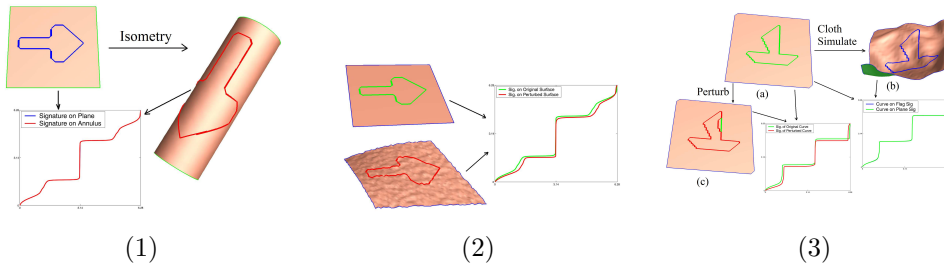 Isometry
Signature on Plane
Signature on Annulus
(1)
Sig. on Original Surface
Sig. on Perturbed Surface
(2)
Cloth
Simulate
Perturb
(a)
(b)
(c)
Sig of Original Curve
Sig of Perturbed Curve
Curve on Flag Sig
Curve on Plane Sig
(3)